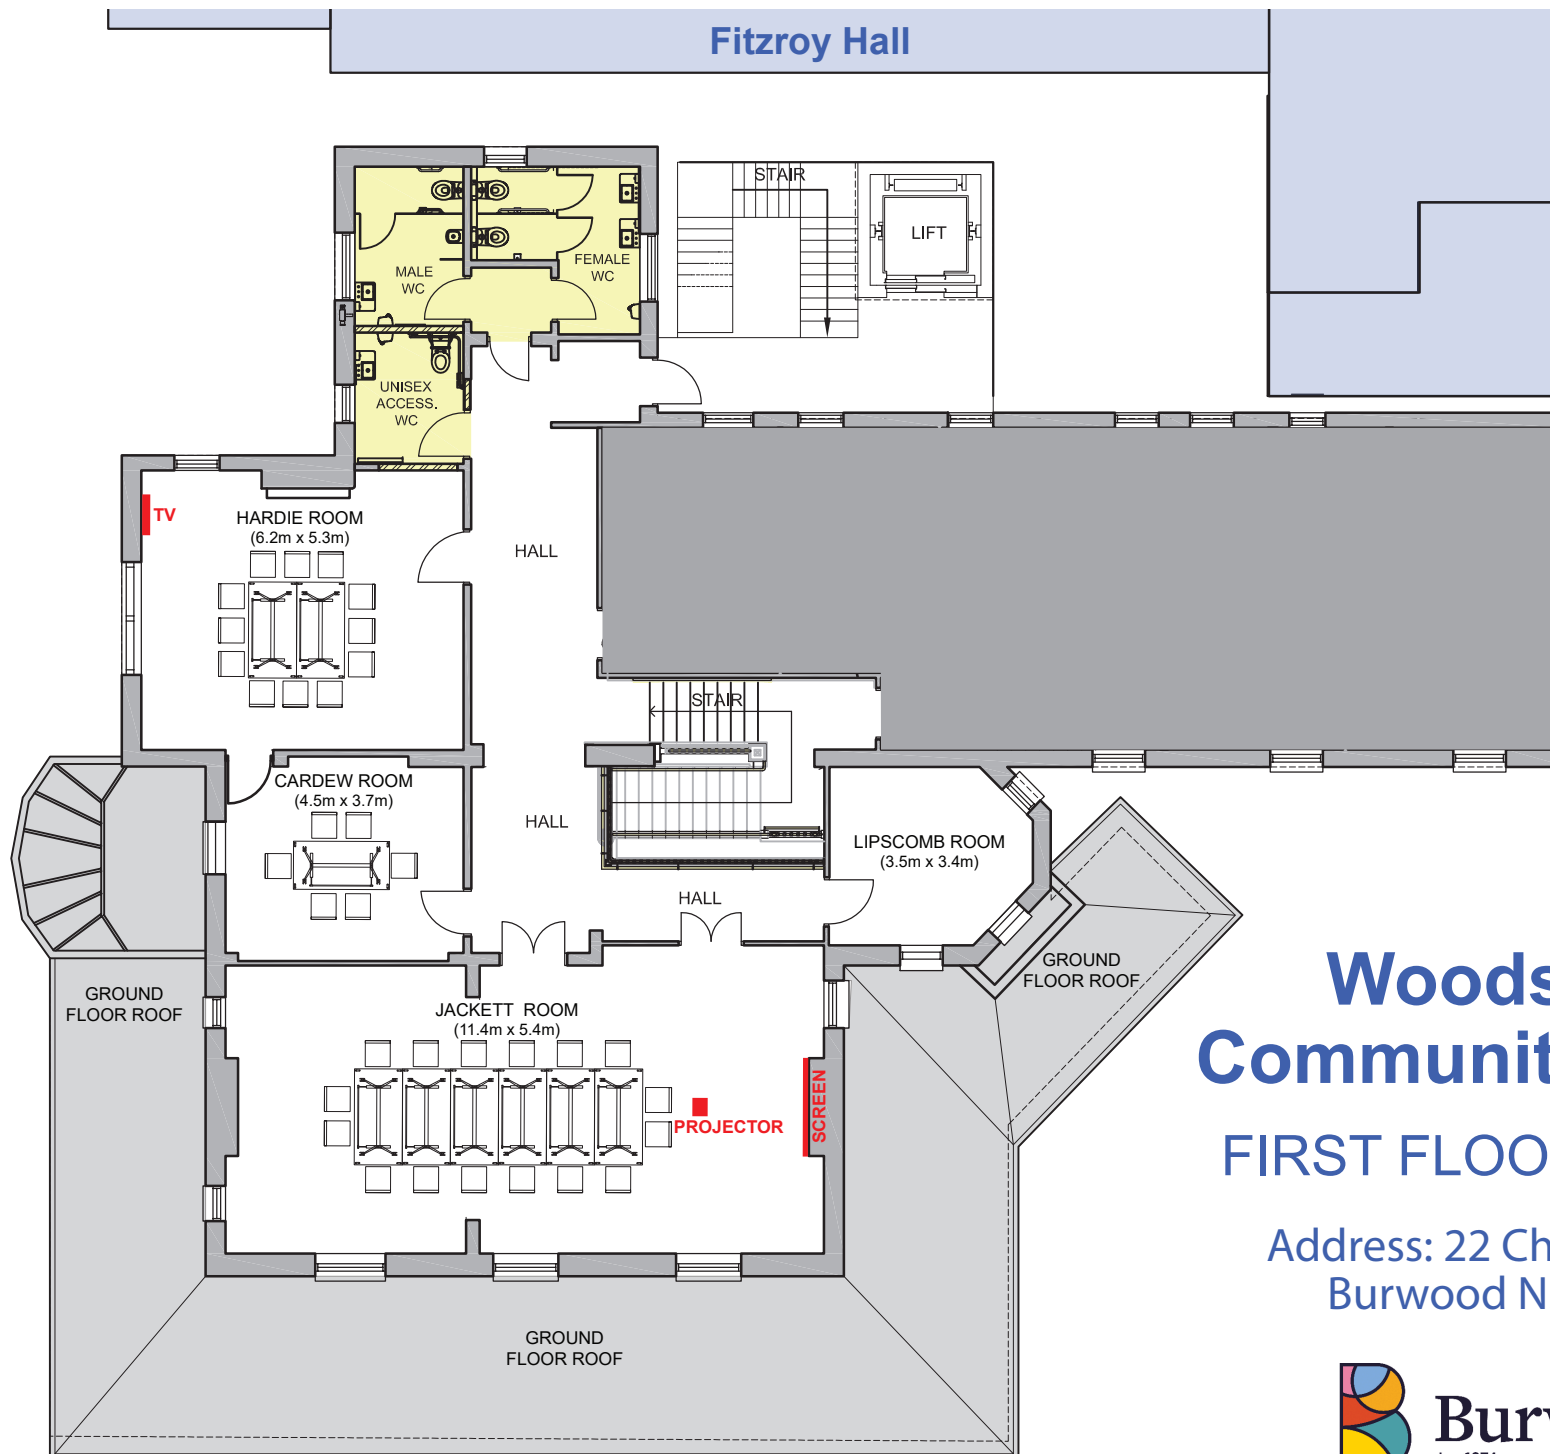 Fitzroy Hall
STAIR
LIFT
MALE
WC
FEMALE
WC
UNISEX
ACCESS.
WC
TV
HARDIE ROOM
(6.2m x 5.3m)
HALL
STAIR
CARDEW ROOM
(4.5m x 3.7m)
HALL
LIPSCOMB ROOM
(3.5m x 3.4m)
HALL
GROUND
FLOOR ROOF
GROUND
FLOOR ROOF
JACKETT ROOM
(11.4m x 5.4m)
PROJECTOR
SCREEN
GROUND
FLOOR ROOF
Woods
Communit
FIRST FLOO
Address: 22 Ch
Burwood N
Burw